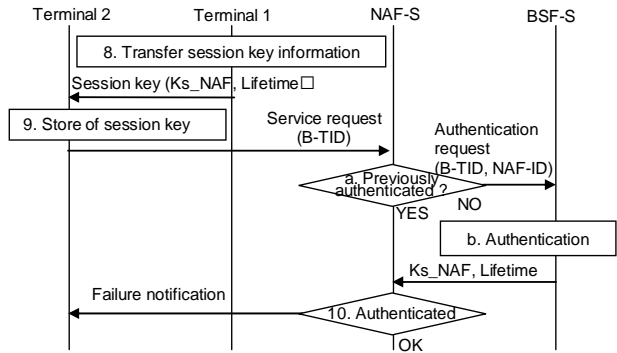 Terminal 2 Terminal 1 NAF-S BSF-S
8. Transfer session key information
Session key (Ks_NAF, Lifetime□
9. Store of session key
Service request
(B-TID)
Authentication
request
(B-TID, NAF-ID)
a. Previously
authenticated ?
NO
YES
b. Authentication
Ks_NAF, Lifetime
Failure notification
10. Authenticated
OK